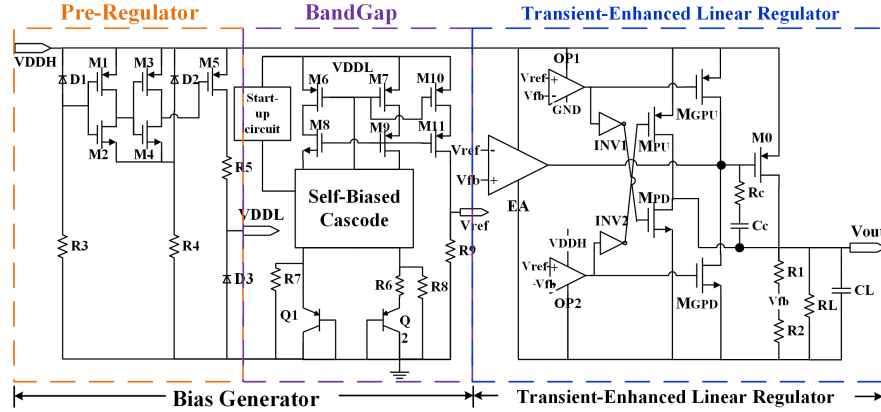 Pre-Regulator
BandGap
Transient-Enhanced Linear Regulator
VDDH
D1
M1
M3
D2
M5
M2
M4
R3
R4
R5
VDDL
D3
VDDL
Start-up circuit
M6
M7
M10
M8
M9
M11
Self-Biased Cascode
R7
R6
R8
R9
Q1
Q2
Vref
Vref
Vfb
EA
OP1
Vref
Vfb
GND
INV1
MGPU
MPU
M0
MPD
Rc
Cc
INV2
VDDH
Vref
Vfb
OP2
MGPD
R1
Vfb
R2
RL
CL
Vout
Bias Generator
Transient-Enhanced Linear Regulator